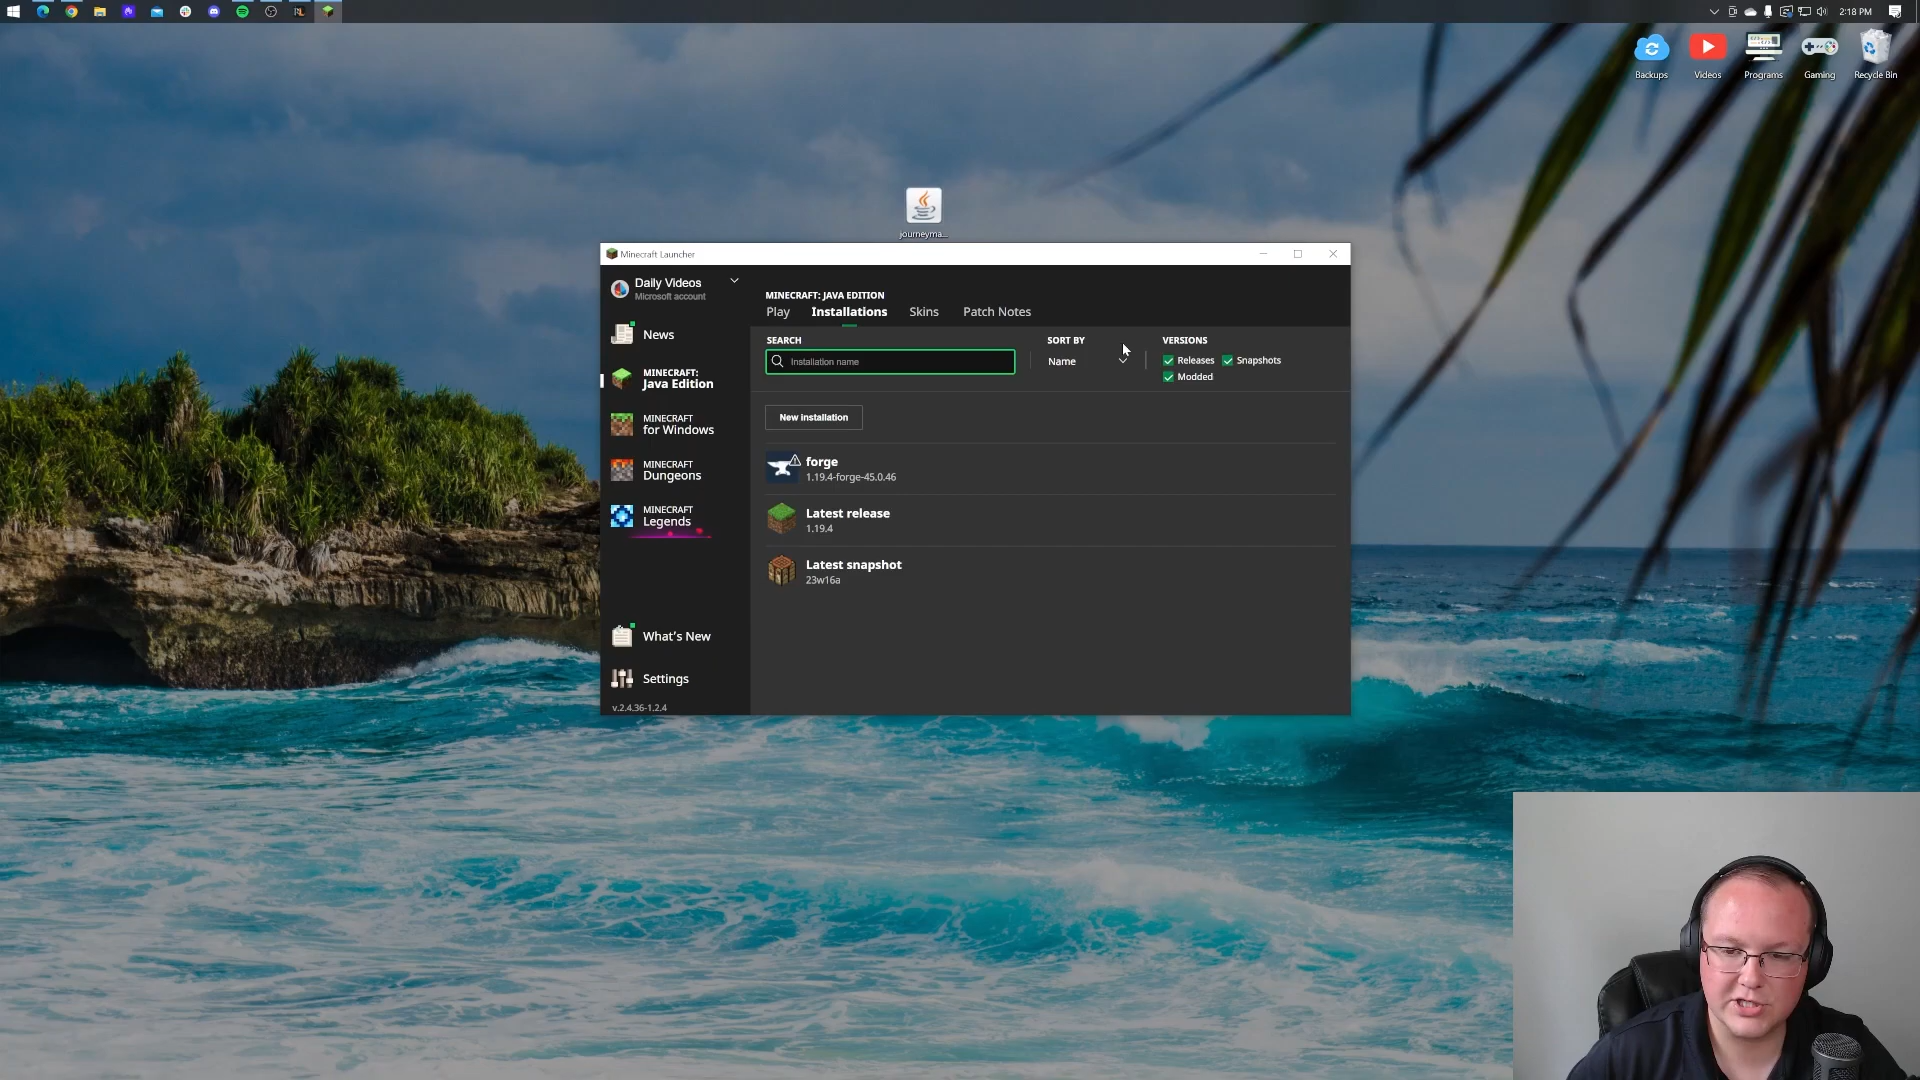 2:18 PM
Backups
Videos
Programs
Gaming
Recycle Bin
journeyma...
Minecraft Launcher
Daily Videos
Microsoft account
News
MINECRAFT:
Java Edition
MINECRAFT
for Windows
MINECRAFT
Dungeons
MINECRAFT
Legends
What's New
Settings
v.2.4.36-1.2.4
MINECRAFT: JAVA EDITION
Play
Installations
Skins
Patch Notes
SEARCH
Installation name
SORT BY
Name
VERSIONS
Releases
Snapshots
Modded
New installation
forge
1.19.4-forge-45.0.46
Latest release
1.19.4
Latest snapshot
23w16a